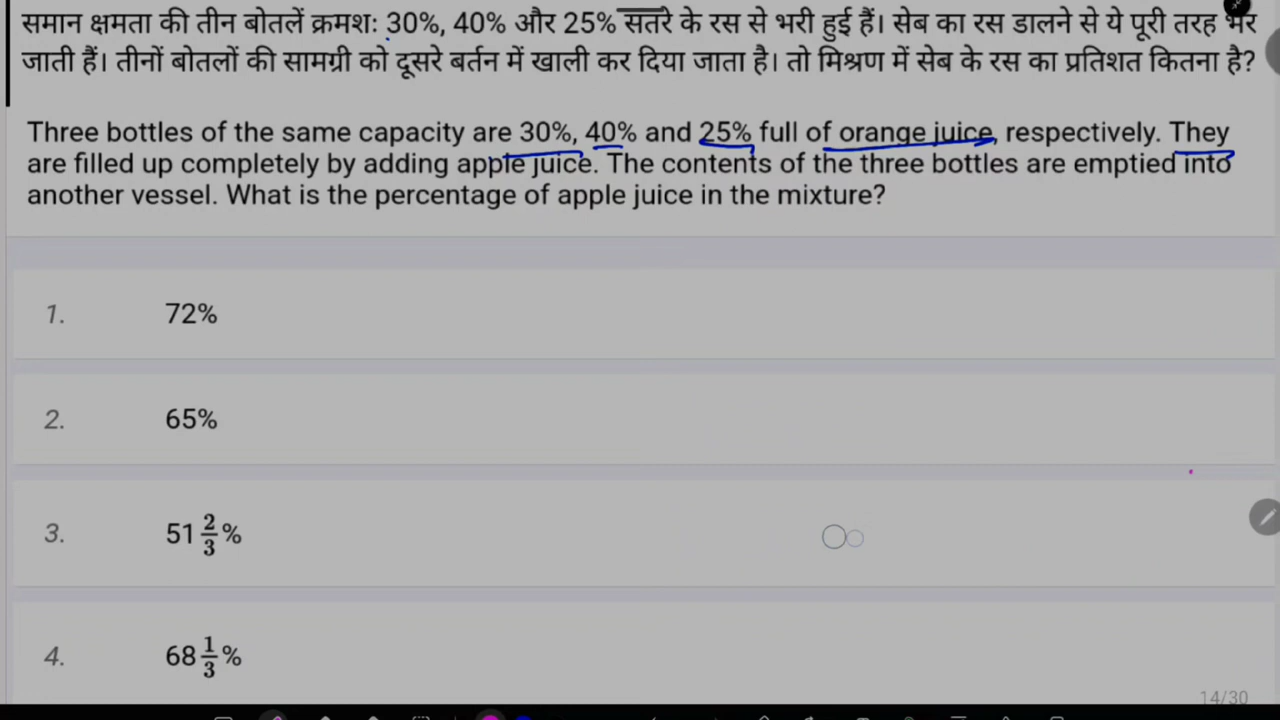 समान क्षमता की तीन बोतलें क्रमश: 30%, 40% और 25% संतरे के रस से भरी हुई हैं। सेब का रस डालने से ये पूरी तरह भर
जाती हैं। तीनों बोतलों की सामग्री को दूसरे बर्तन में खाली कर दिया जाता है। तो मिश्रण में सेब के रस का प्रतिशत कितना है?
Three bottles of the same capacity are 30%, 40% and 25% full of orange juice, respectively. They
are filled up completely by adding apple juice. The contents of the three bottles are emptied into
another vessel. What is the percentage of apple juice in the mixture?
1. 72%
2. 65%
3. 51 2/3 %
4. 68 1/3 %
14/30